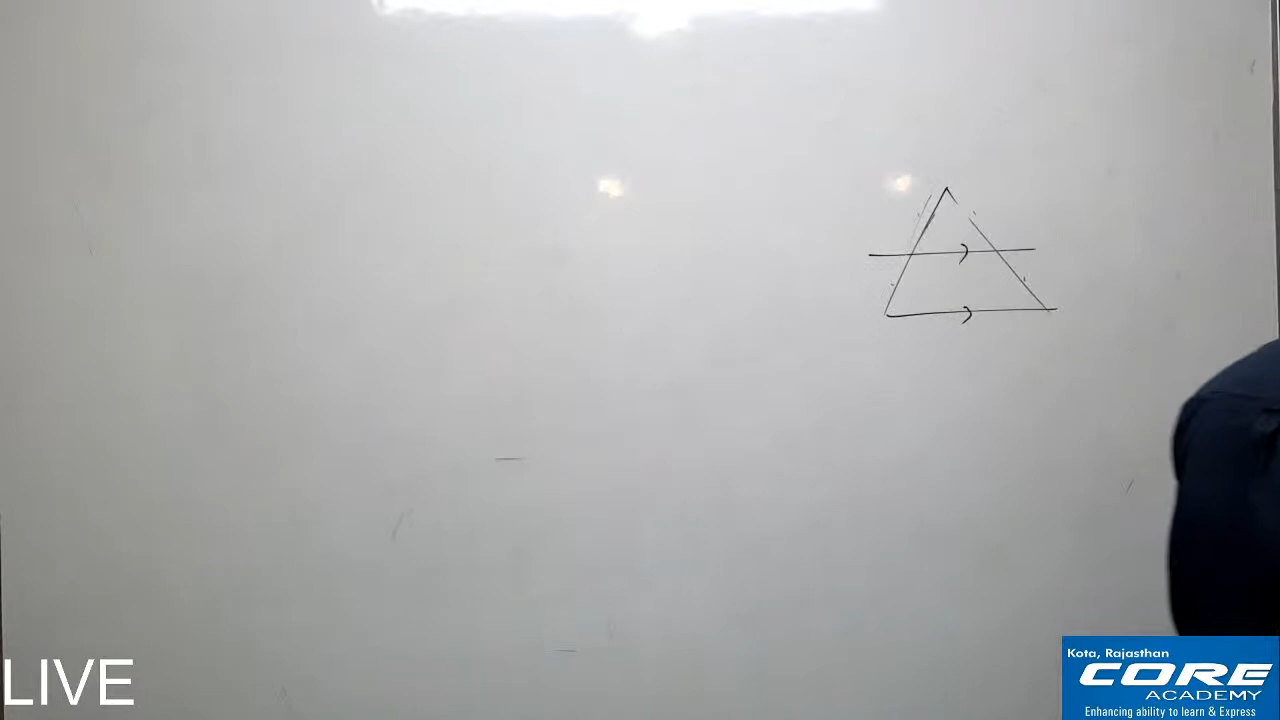 LIVE
Kota, Rajasthan
CORE
ACADEMY
Enhancing ability to learn & Express